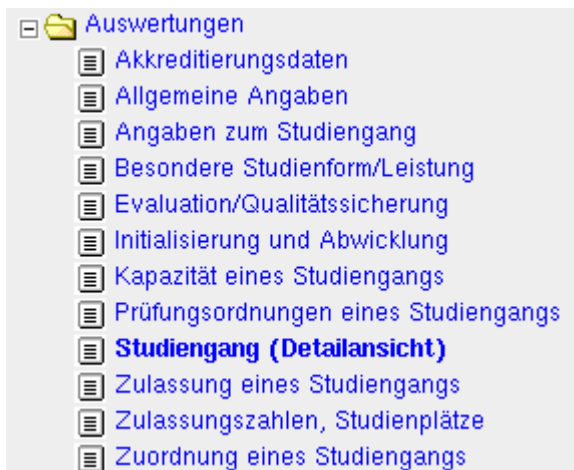 Auswertungen
Akkreditierungsdaten
Allgemeine Angaben
Angaben zum Studiengang
Besondere Studienform/Leistung
Evaluation/Qualitätssicherung
Initialisierung und Abwicklung
Kapazität eines Studiengangs
Prüfungsordnungen eines Studiengangs
Studiengang (Detailansicht)
Zulassung eines Studiengangs
Zulassungszahlen, Studienplätze
Zuordnung eines Studiengangs